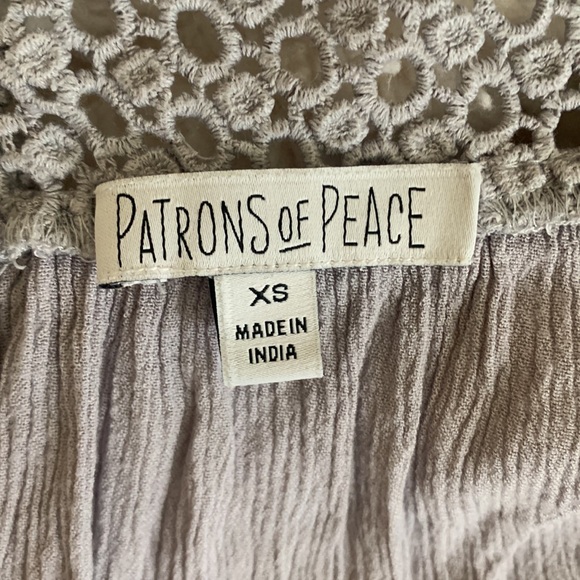 PATRONS OF PEACE
XS
MADE IN
INDIA